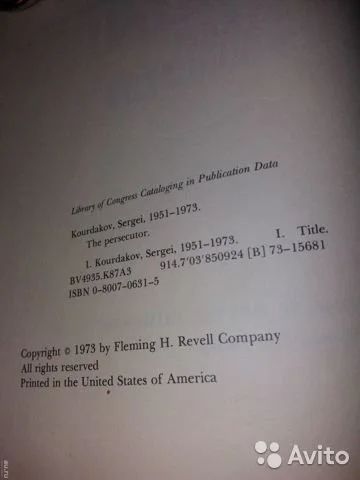 Library of Congress Cataloging in Publication Data
Kourdakov, Sergei, 1951–1973.
The persecutor.
1. Kourdakov, Sergei, 1951–1973. I. Title.
BV4935.K87A3 914.7'03'850924 [B] 73–15681
ISBN 0–8007–0631–5
Copyright © 1973 by Fleming H. Revell Company
All rights reserved
Printed in the United States of America
Avito